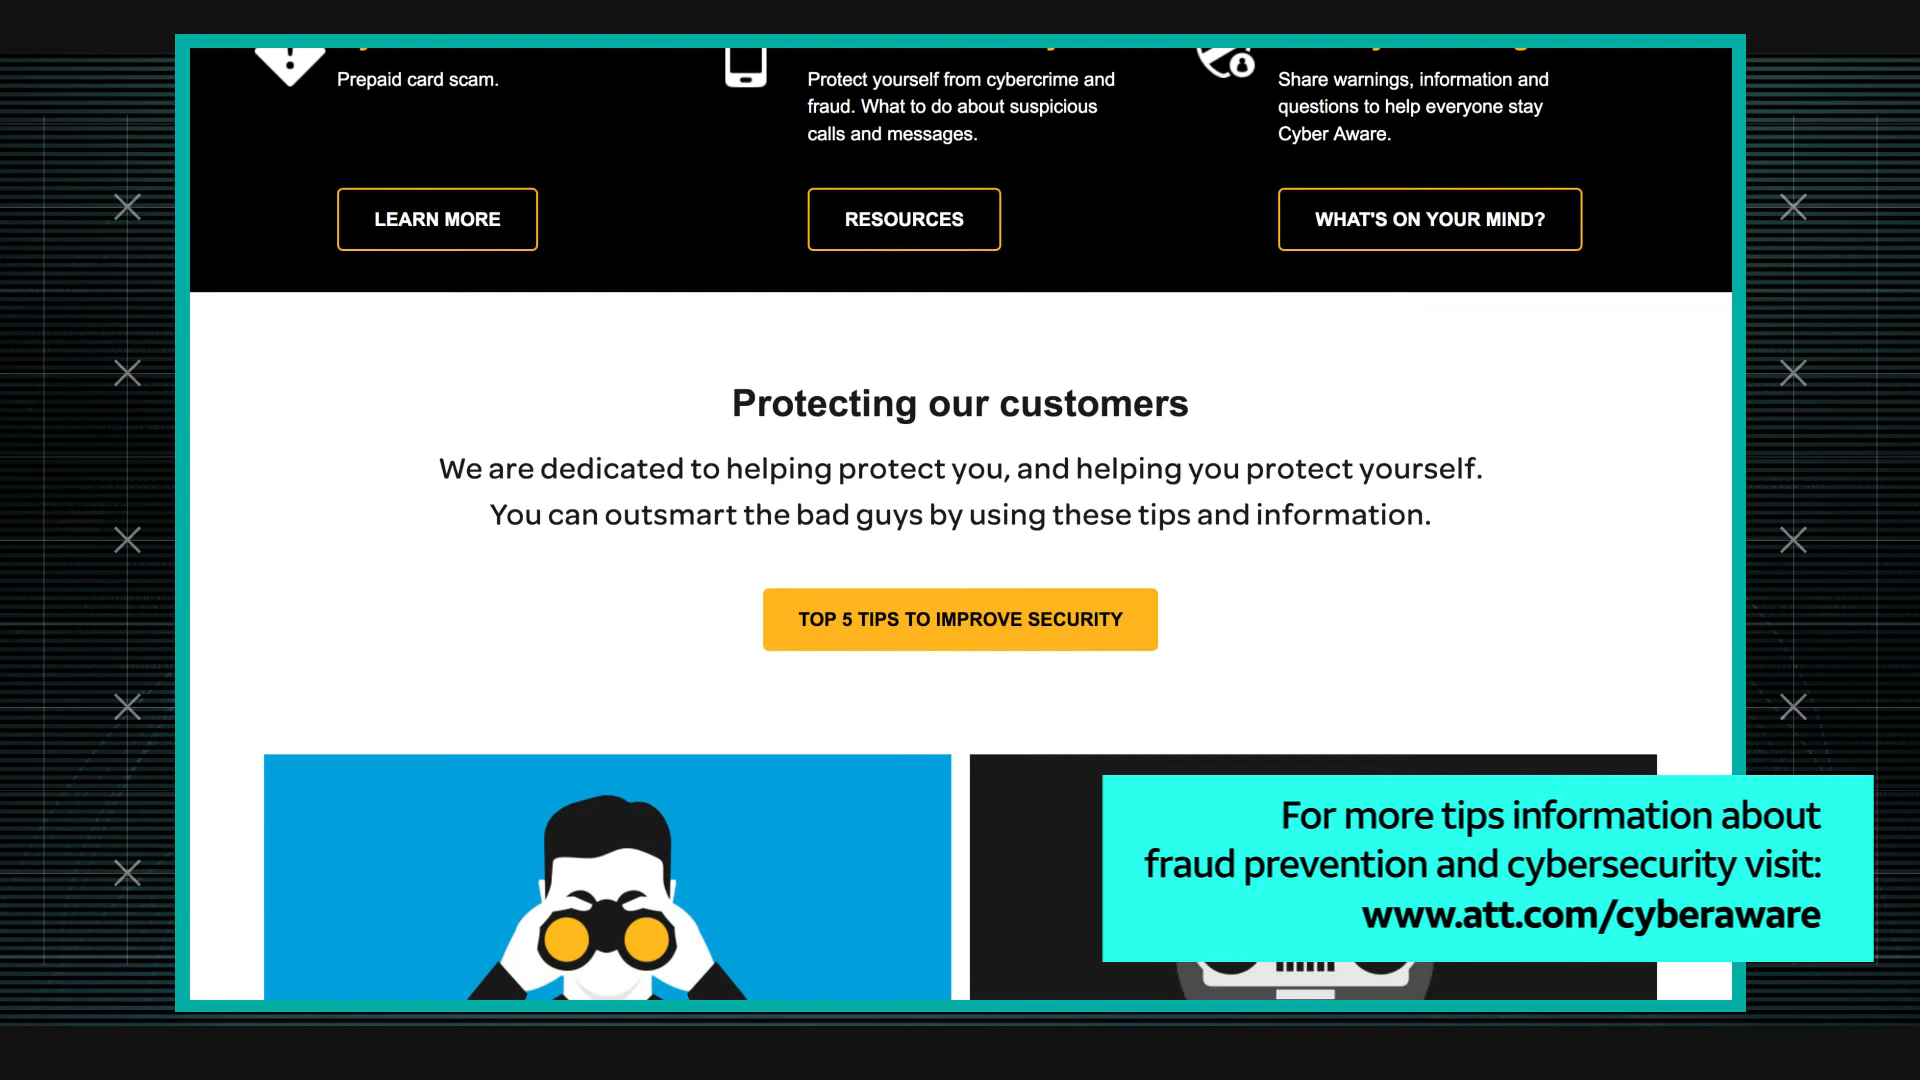 Prepaid card scam.
Protect yourself from cybercrime and
fraud. What to do about suspicious
calls and messages.
Share warnings, information and
questions to help everyone stay
Cyber Aware.
LEARN MORE
RESOURCES
WHAT'S ON YOUR MIND?
Protecting our customers
We are dedicated to helping protect you, and helping you protect yourself.
You can outsmart the bad guys by using these tips and information.
TOP 5 TIPS TO IMPROVE SECURITY
For more tips information about
fraud prevention and cybersecurity visit:
www.att.com/cyberaware